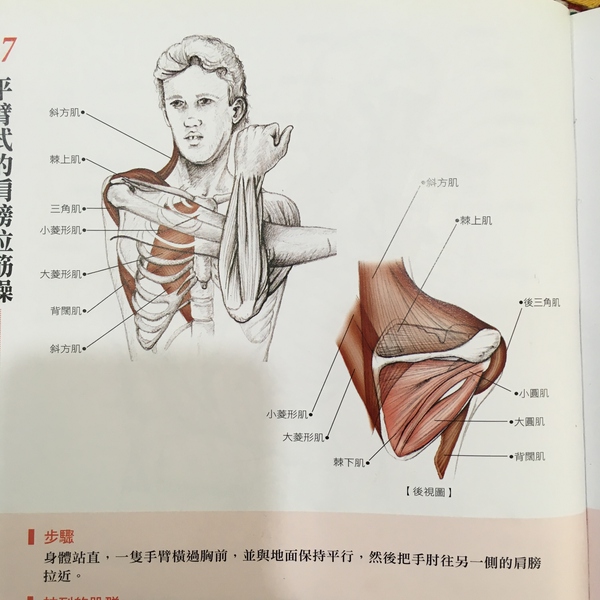 7
平臂式的肩膀拉筋操
斜方肌
棘上肌
三角肌
小菱形肌
大菱形肌
背闊肌
斜方肌
斜方肌
棘上肌
後三角肌
小圓肌
大圓肌
背闊肌
小菱形肌
大菱形肌
棘下肌
【後視圖】
步驟
身體站直，一隻手臂橫過胸前，並與地面保持平行，然後把手肘往另一側的肩膀
拉近。